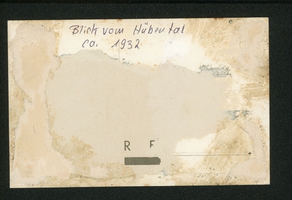 Blick vom Hübental
ca. 1932
R F